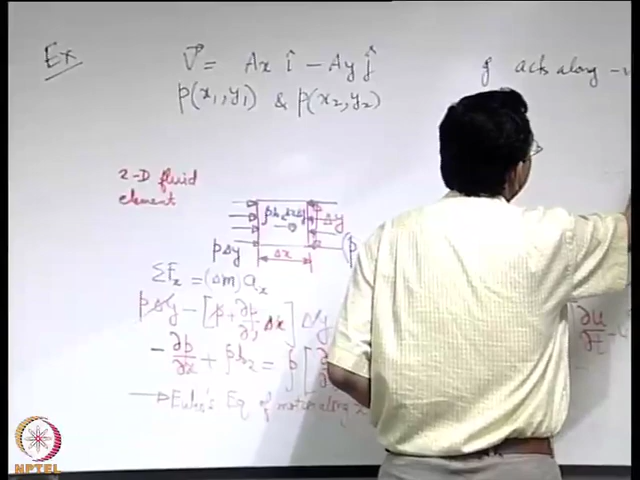 Ex
V⃗ = Ax î − Ay ĵ
g acts along −
p(x₁,y₁) & p(x₂,y₂)
2-D fluid
element
Δy
pΔy
Δx
(p
ΣFₓ = (Δm) aₓ
pΔy − [p + ∂p/∂x Δx] Δy
− ∂p/∂x + ρbₓ = ρ [
∂u/∂t
→ Euler's Eq of motion along x
NPTEL